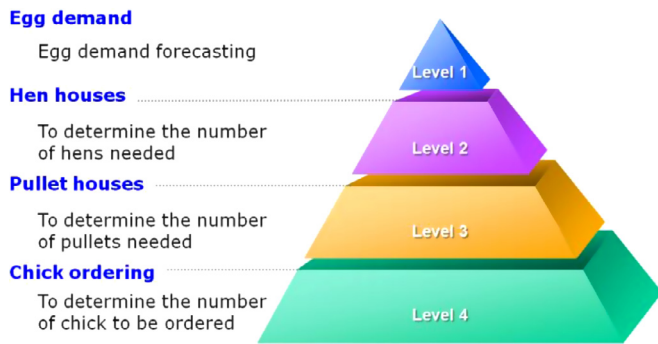 Egg demand
Egg demand forecasting
Level 1
Hen houses
To determine the number
of hens needed
Level 2
Pullet houses
To determine the number
of pullets needed
Level 3
Chick ordering
To determine the number
of chick to be ordered
Level 4